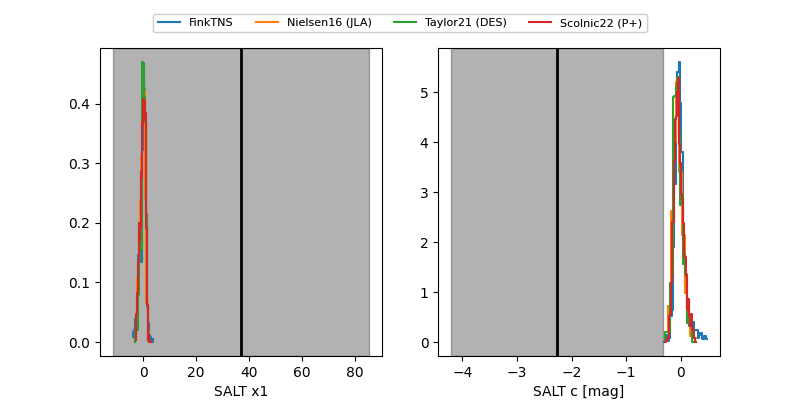 FinkTNS Nielsen16 (JLA) Taylor21 (DES) Scolnic22 (P+)
0.4
0.3
0.2
0.1
0.0
0 20 40 60 80
SALT x1
5
4
3
2
1
0
−4 −3 −2 −1 0
SALT c [mag]